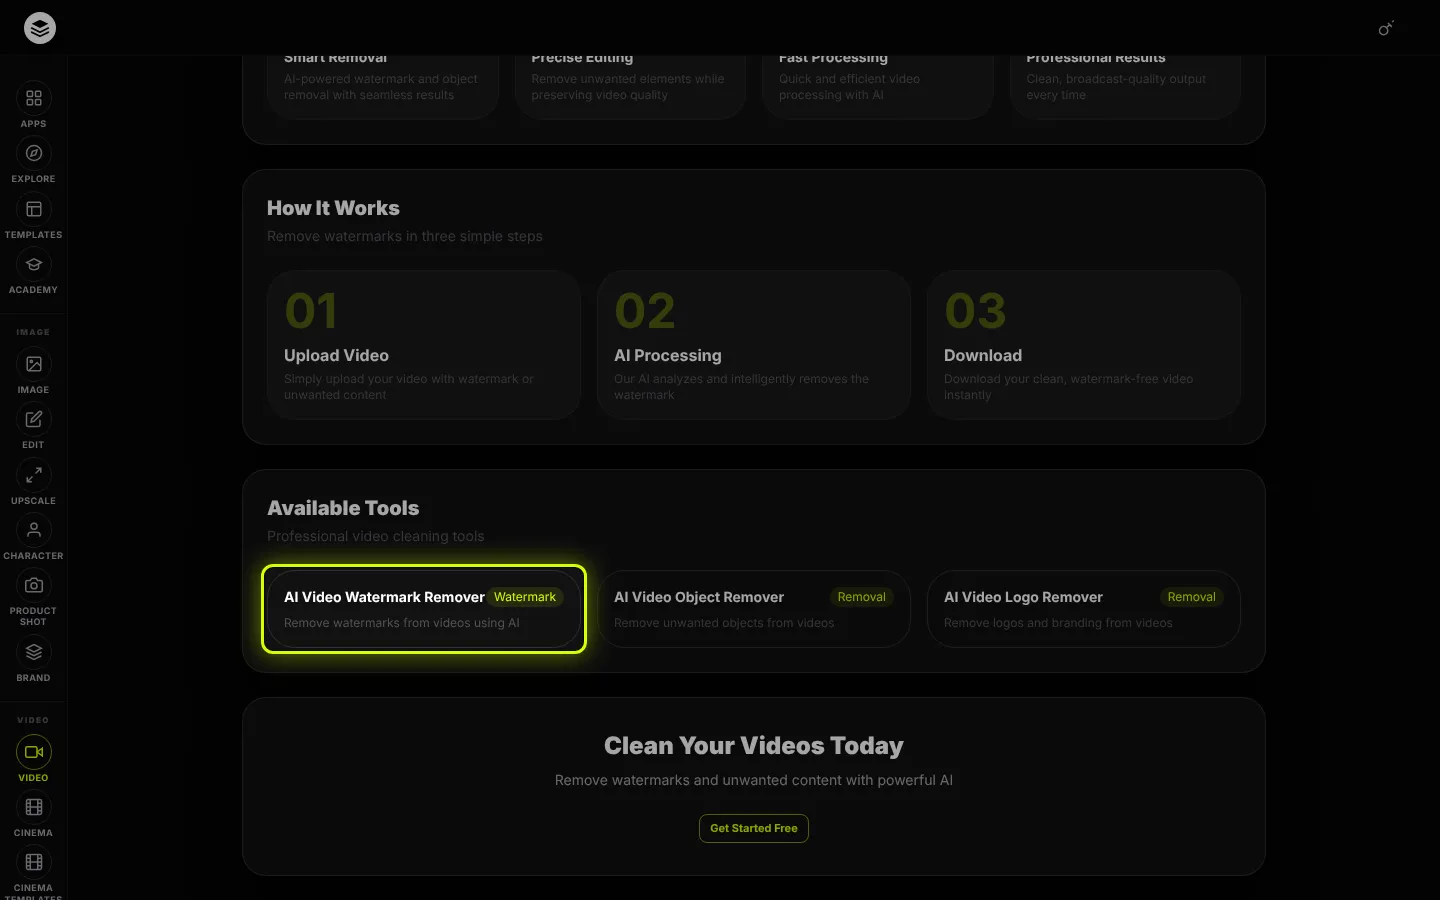 Smart Removal
AI-powered watermark and object
removal with seamless results
Precise Editing
Remove unwanted elements while
preserving video quality
Fast Processing
Quick and efficient video
processing with AI
Professional Results
Clean, broadcast-quality output
every time
APPS
EXPLORE
TEMPLATES
ACADEMY
IMAGE
IMAGE
EDIT
UPSCALE
CHARACTER
PRODUCT
SHOT
BRAND
VIDEO
VIDEO
CINEMA
CINEMA
TEMPLATES
How It Works
Remove watermarks in three simple steps
01
Upload Video
Simply upload your video with watermark or
unwanted content
02
AI Processing
Our AI analyzes and intelligently removes the
watermark
03
Download
Download your clean, watermark-free video
instantly
Available Tools
Professional video cleaning tools
AI Video Watermark Remover Watermark
Remove watermarks from videos using AI
AI Video Object Remover Removal
Remove unwanted objects from videos
AI Video Logo Remover Removal
Remove logos and branding from videos
Clean Your Videos Today
Remove watermarks and unwanted content with powerful AI
Get Started Free